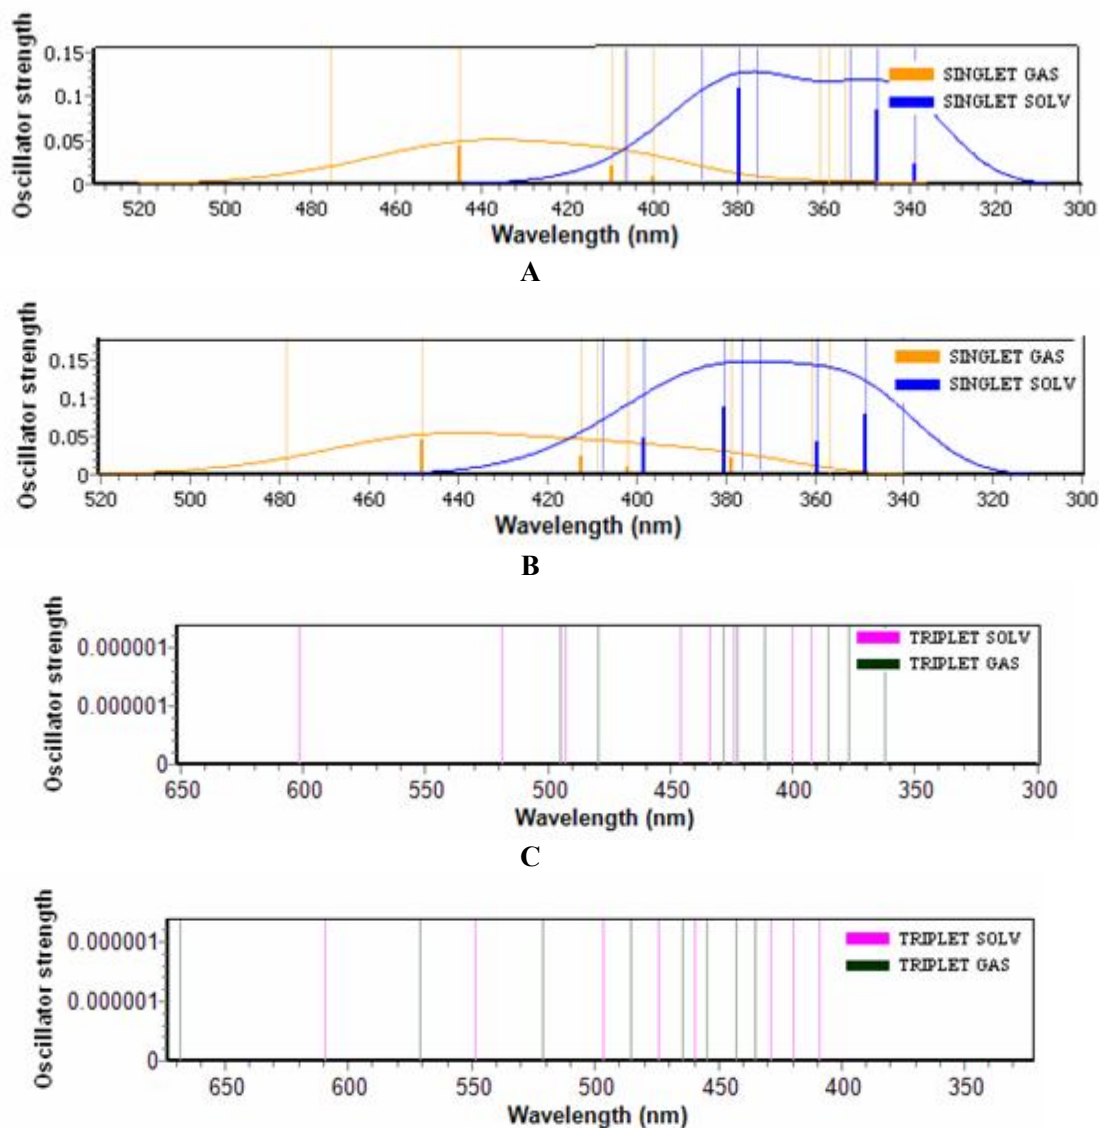 Oscillator strength
0.15
0.1
0.05
0
SINGLET GAS
SINGLET SOLV
520 500 480 460 440 420 400 380 360 340 320 300
Wavelength (nm)
A
Oscillator strength
0.15
0.1
0.05
0
SINGLET GAS
SINGLET SOLV
520 500 480 460 440 420 400 380 360 340 320 300
Wavelength (nm)
B
Oscillator strength
0.000001
0.000001
0
TRIPLET SOLV
TRIPLET GAS
650 600 550 500 450 400 350 300
Wavelength (nm)
C
Oscillator strength
0.000001
0.000001
0
TRIPLET SOLV
TRIPLET GAS
650 600 550 500 450 400 350
Wavelength (nm)